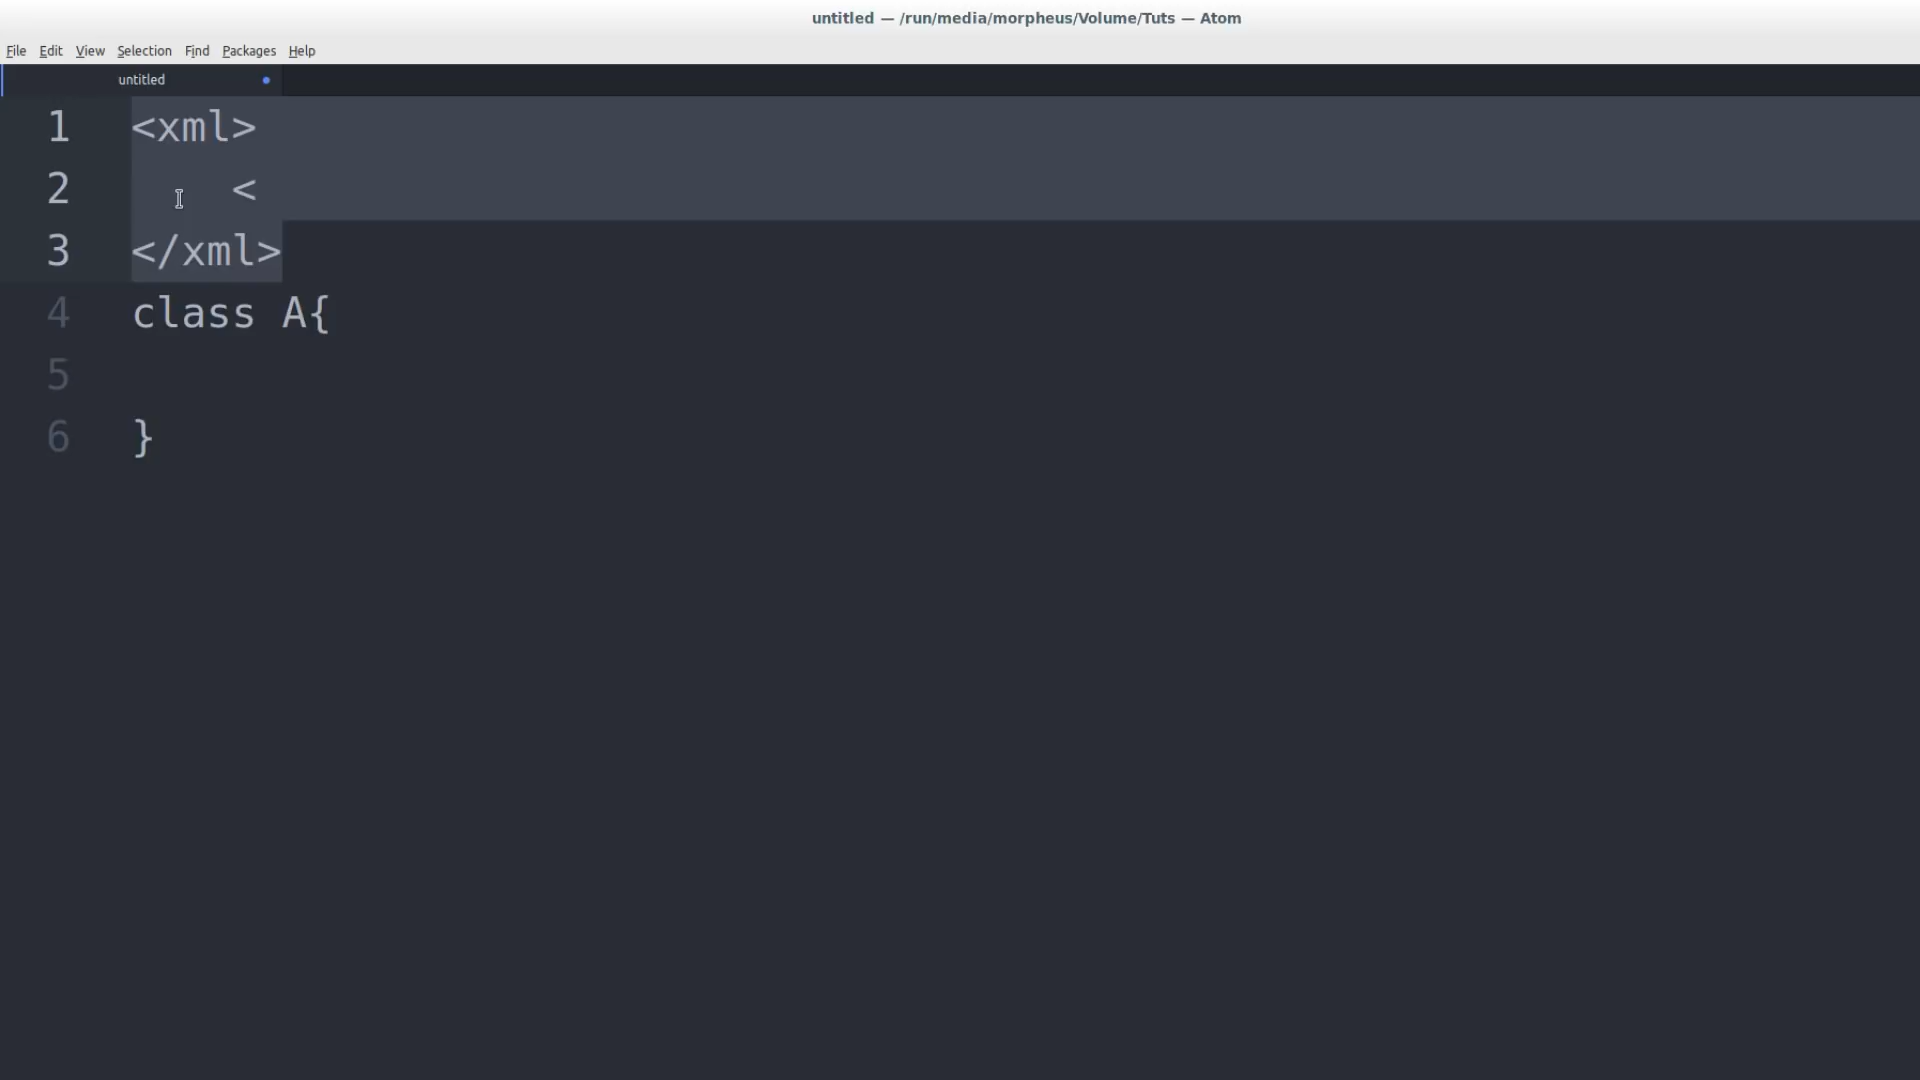 untitled — /run/media/morpheus/Volume/Tuts — Atom
File Edit View Selection Find Packages Help
untitled
1 <xml>
2 <
3 </xml>
4 class A{
5
6 }